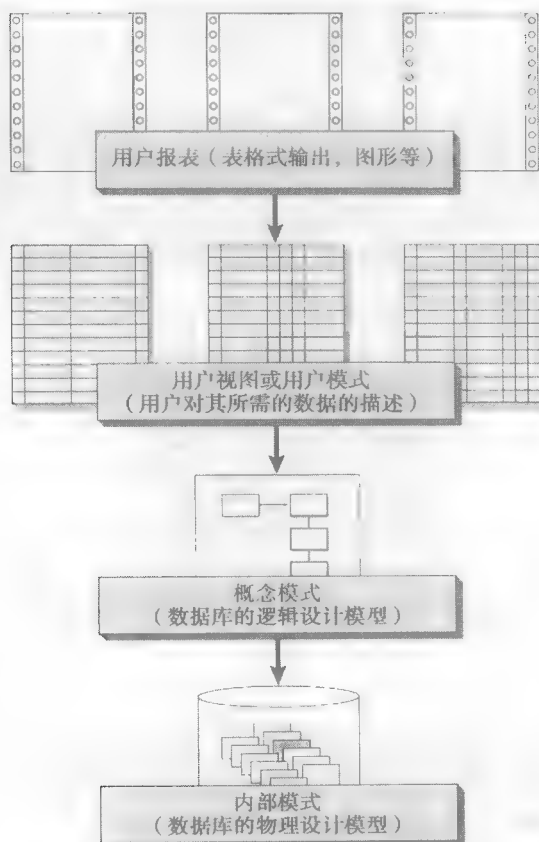 用户报表（表格式输出，图形等）
用户视图或用户模式
（用户对其所需的数据的描述）
概念模式
（数据库的逻辑设计模型）
内部模式
（数据库的物理设计模型）